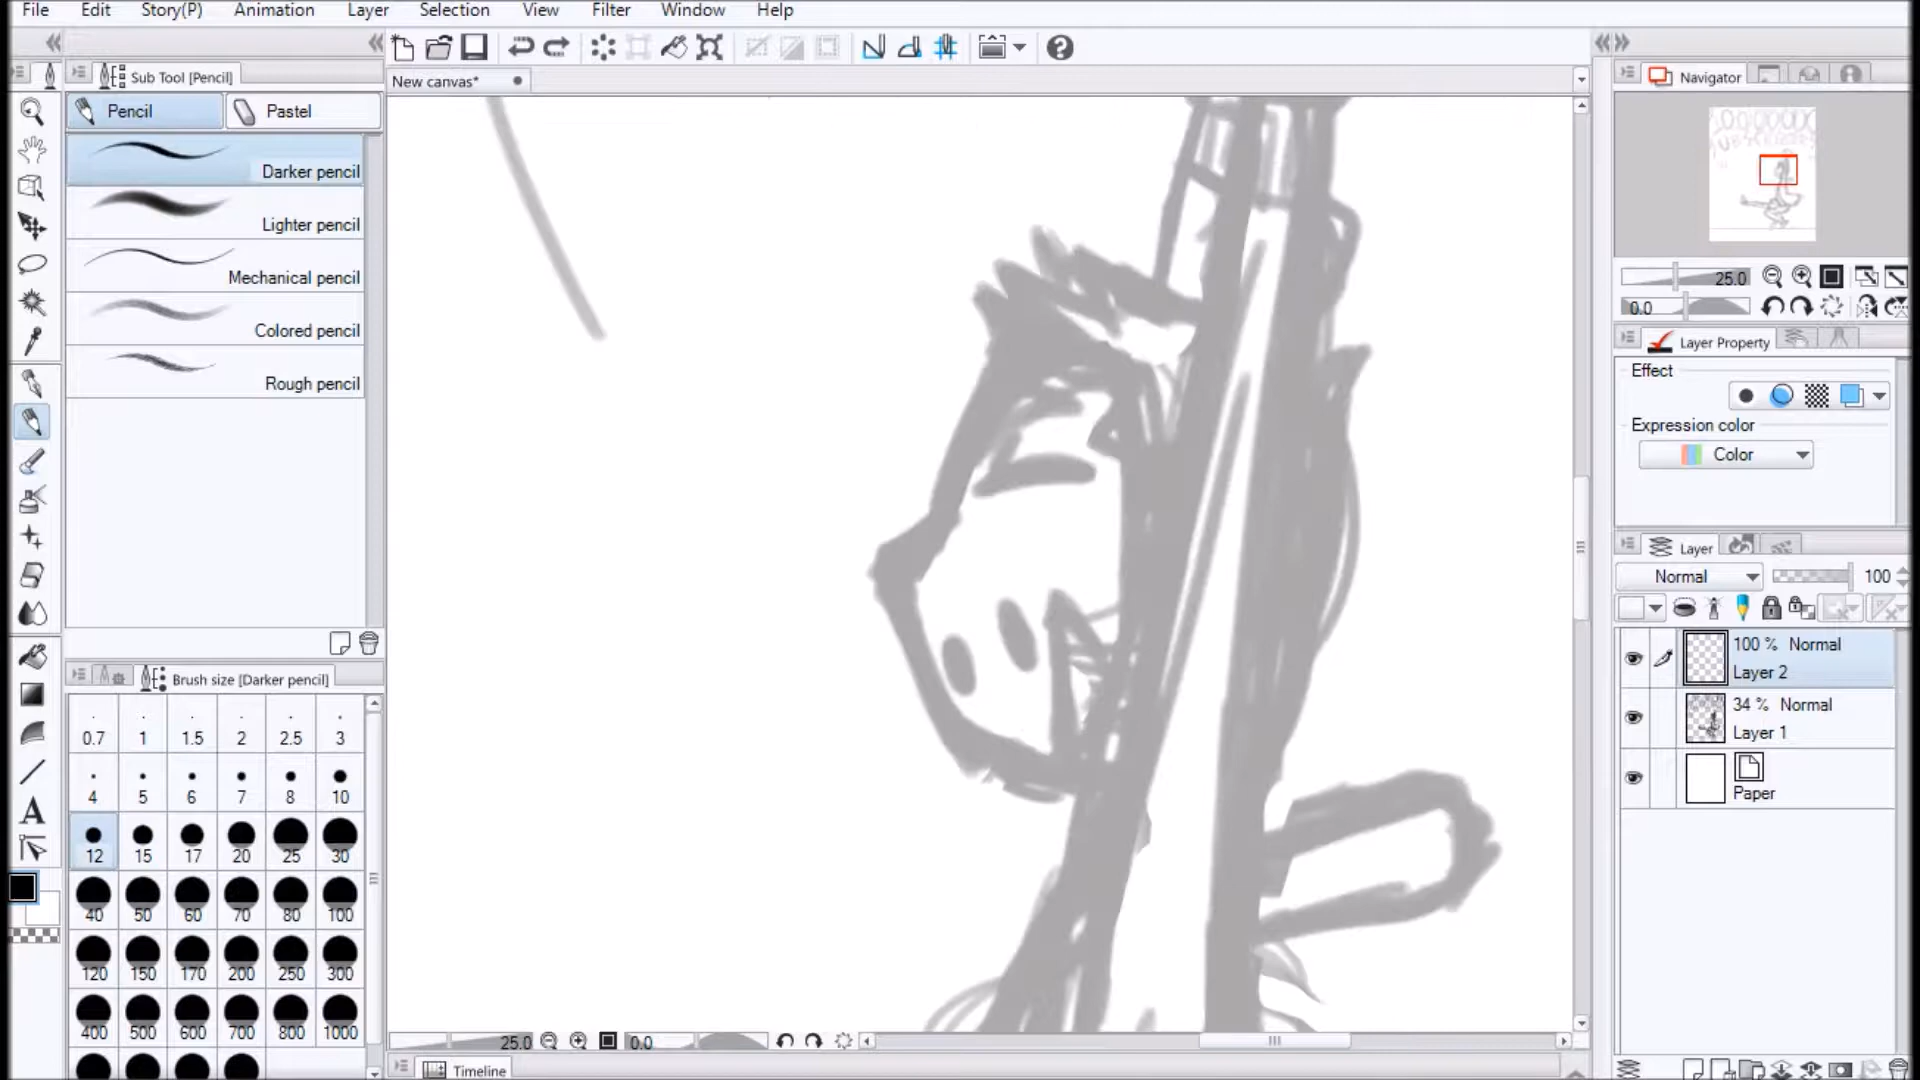 File Edit Story(P) Animation Layer Selection View Filter Window Help
Sub Tool [Pencil]
New canvas*
Pencil Pastel
Darker pencil
Lighter pencil
Mechanical pencil
Colored pencil
Rough pencil
Brush size [Darker pencil]
0.7 1 1.5 2 2.5 3
4 5 6 7 8 10
12 15 17 20 25 30
40 50 60 70 80 100
120 150 170 200 250 300
400 500 600 700 800 1000
25.0 0.0
Timeline
Navigator
25.0
0.0
Layer Property
Effect
Expression color
Color
Layer
Normal 100
100 % Normal
Layer 2
34 % Normal
Layer 1
Paper